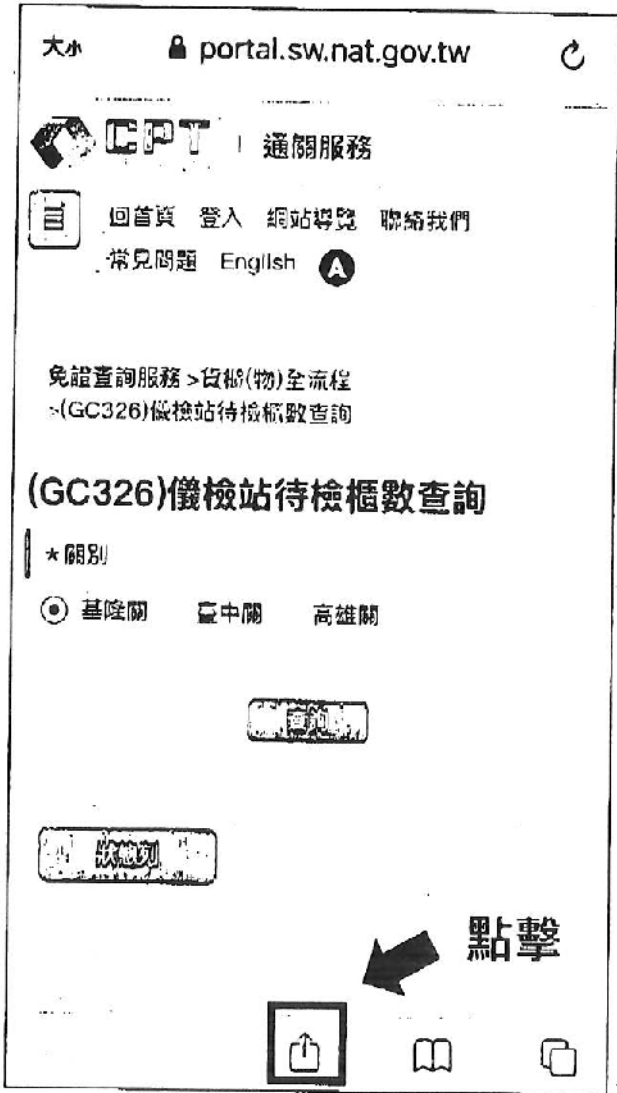 大小 portal.sw.nat.gov.tw
CPT 通關服務
回首頁 登入 網站導覽 聯絡我們
常見問題 English A
免證查詢服務 >貨櫃(物)全流程
>(GC326)儀檢站待檢櫃數查詢
(GC326)儀檢站待檢櫃數查詢
★關別
基隆關 臺中關 高雄關
查詢
狀態列
點擊